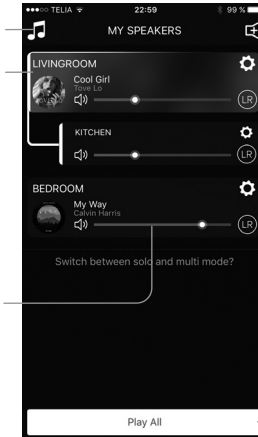 TELIA 22:59 99 %
MY SPEAKERS
LIVINGROOM
Cool Girl
Tove Lo
LR
KITCHEN
LR
BEDROOM
My Way
Calvin Harris
LR
Switch between solo and multi mode?
Play All